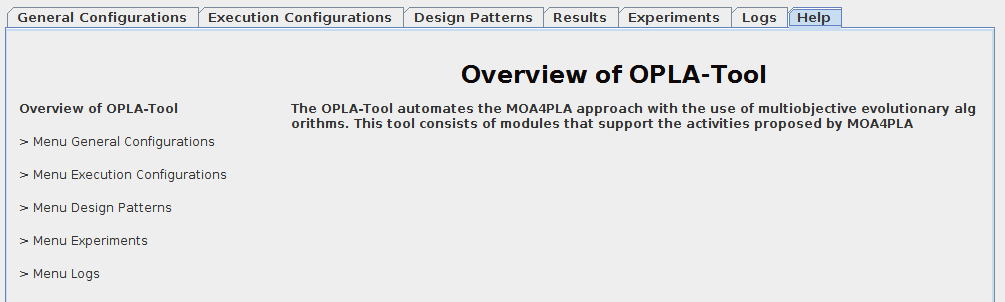 General Configurations Execution Configurations Design Patterns Results Experiments Logs Help
Overview of OPLA-Tool
Overview of OPLA-Tool
> Menu General Configurations
> Menu Execution Configurations
> Menu Design Patterns
> Menu Experiments
> Menu Logs
The OPLA-Tool automates the MOA4PLA approach with the use of multiobjective evolutionary alg
orithms. This tool consists of modules that support the activities proposed by MOA4PLA